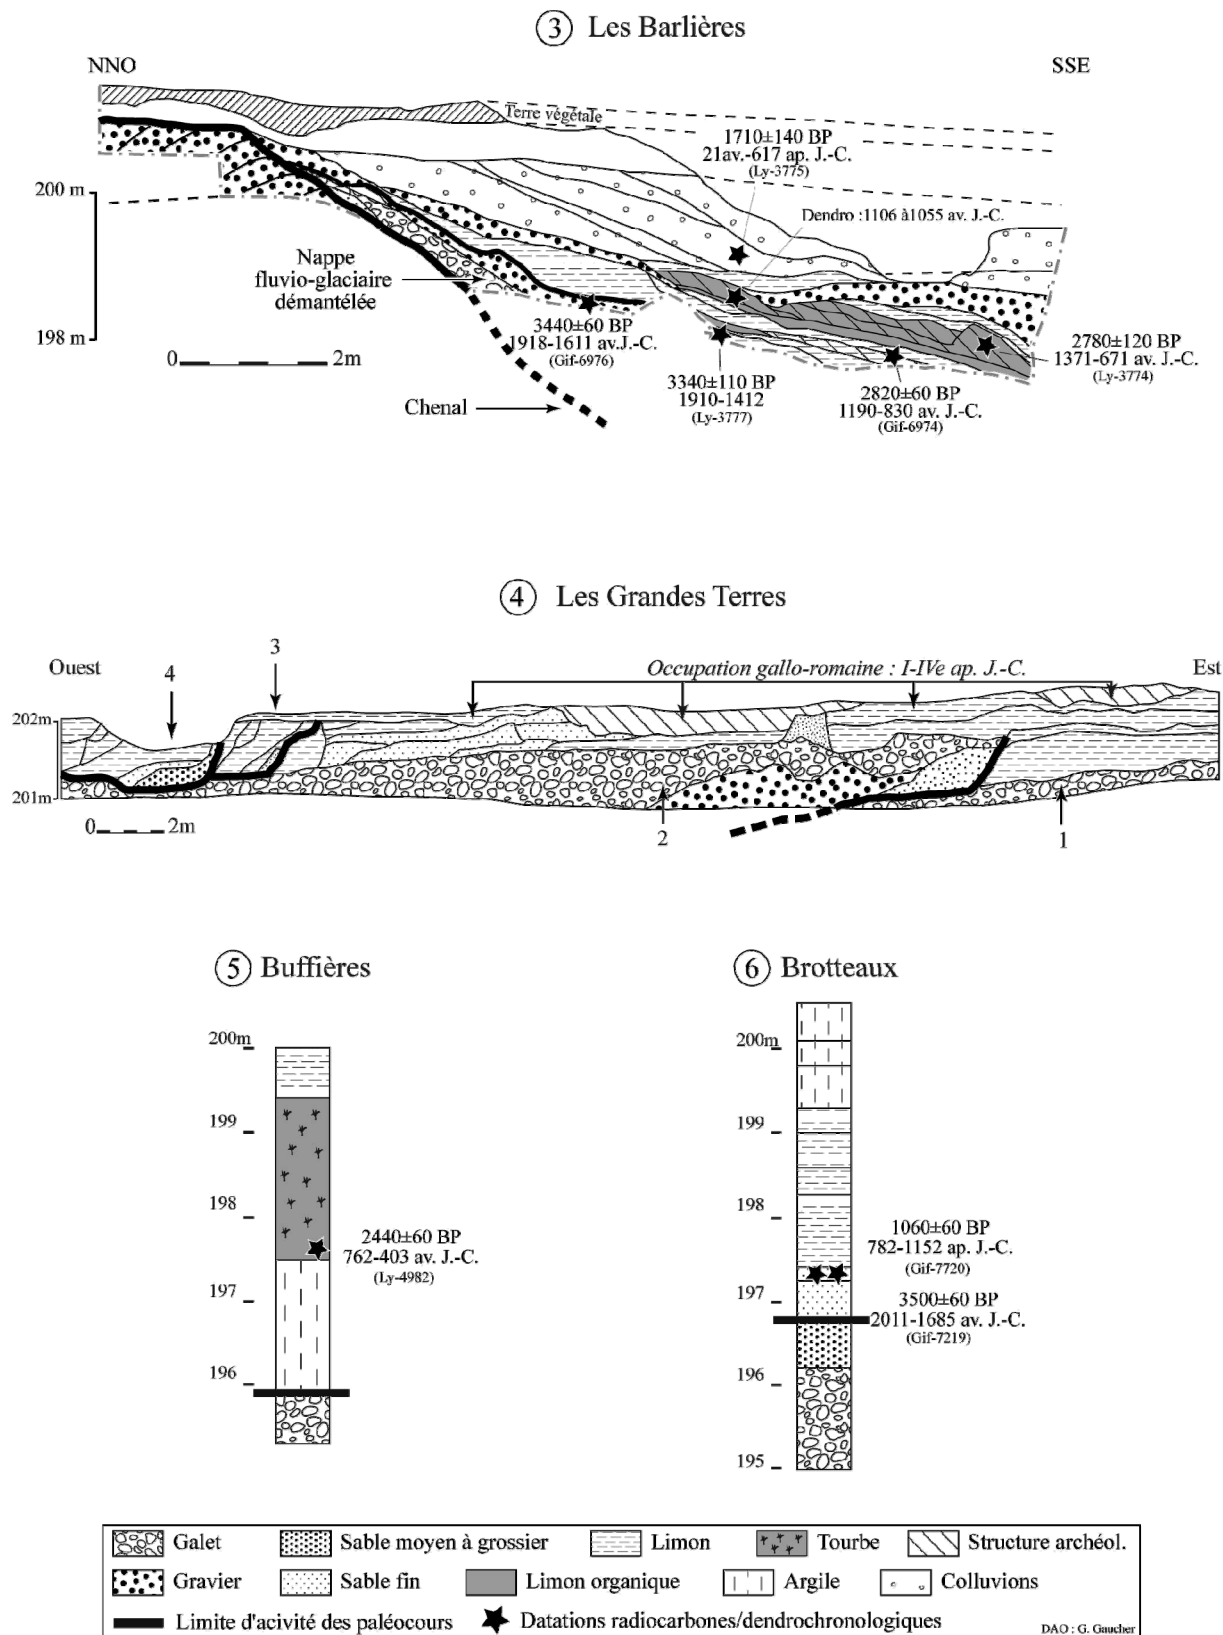 3 Les Barlières
NNO
SSE
Terre végétale
1710±140 BP
21av.-617 ap. J.-C.
(Ly-3775)
200 m
Dendro :1106 à1055 av. J.-C.
Nappe
fluvio-glaciaire
démantélée
198 m
0
2m
3440±60 BP
1918-1611 av.J.-C.
(Gif-6976)
2780±120 BP
1371-671 av. J.-C.
(Ly-3774)
3340±110 BP
1910-1412
(Ly-3777)
2820±60 BP
1190-830 av. J.-C.
(Gif-6974)
Chenal
4 Les Grandes Terres
Ouest
4
3
Occupation gallo-romaine : I-IVe ap. J.-C.
Est
202m
201m
0
2m
2
1
5 Buffières
200m
199
198
197
196
2440±60 BP
762-403 av. J.-C.
(Ly-4982)
6 Brotteaux
200m
199
198
197
196
195
1060±60 BP
782-1152 ap. J.-C.
(Gif-7720)
3500±60 BP
2011-1685 av. J.-C.
(Gif-7219)
Galet
Sable moyen à grossier
Limon
Tourbe
Structure archéol.
Gravier
Sable fin
Limon organique
Argile
Colluvions
Limite d'acivité des paléocours
Datations radiocarbones/dendrochronologiques
DAO : G. Gaucher